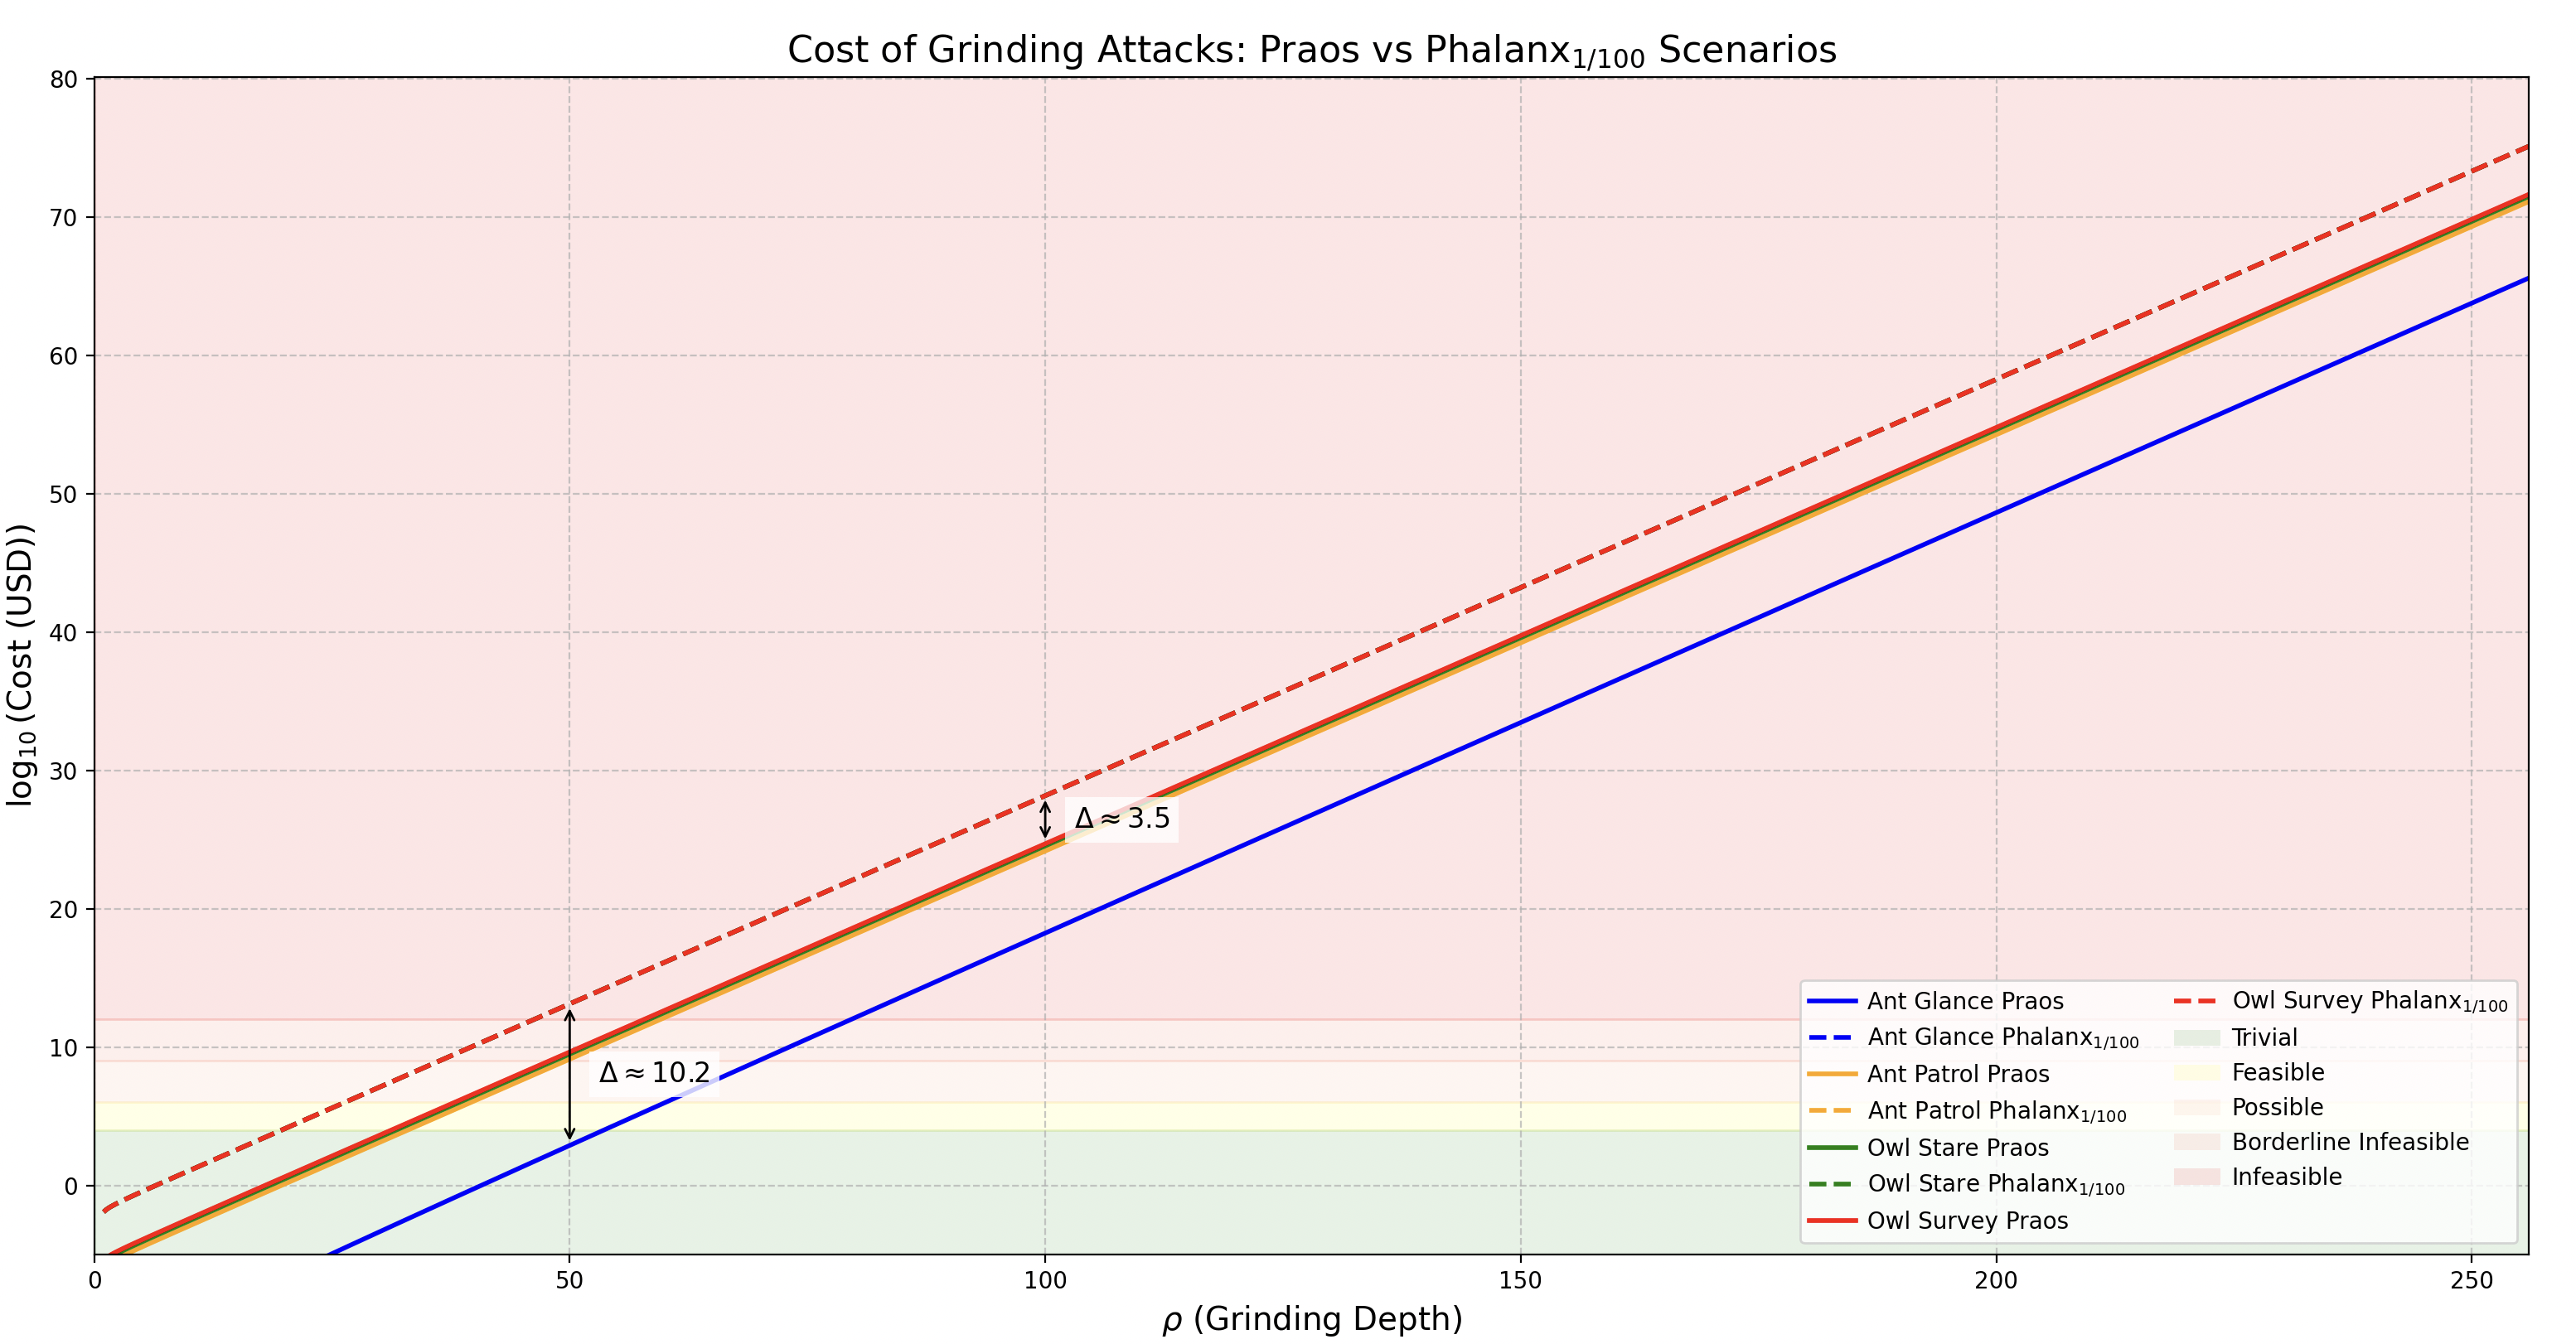 Cost of Grinding Attacks: Praos vs Phalanx₁/₁₀₀ Scenarios
log₁₀ (Cost (USD))
80
70
60
50
40
30
20
10
0
Δ ≈ 3.5
Δ ≈ 10.2
Ant Glance Praos
Ant Glance Phalanx₁/₁₀₀
Ant Patrol Praos
Ant Patrol Phalanx₁/₁₀₀
Owl Stare Praos
Owl Stare Phalanx₁/₁₀₀
Owl Survey Praos
Owl Survey Phalanx₁/₁₀₀
Trivial
Feasible
Possible
Borderline Infeasible
Infeasible
0 50 100 150 200 250
ρ (Grinding Depth)